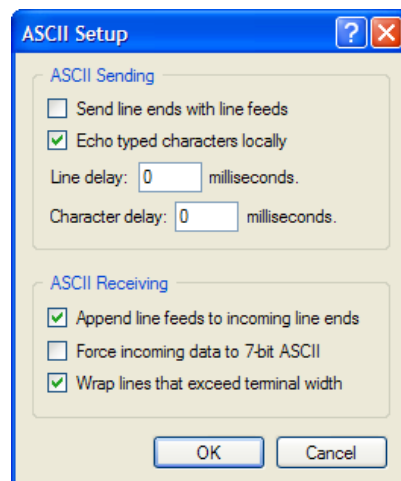 ASCII Setup
ASCII Sending
Send line ends with line feeds
Echo typed characters locally
Line delay: 0 milliseconds.
Character delay: 0 milliseconds.
ASCII Receiving
Append line feeds to incoming line ends
Force incoming data to 7-bit ASCII
Wrap lines that exceed terminal width
OK Cancel